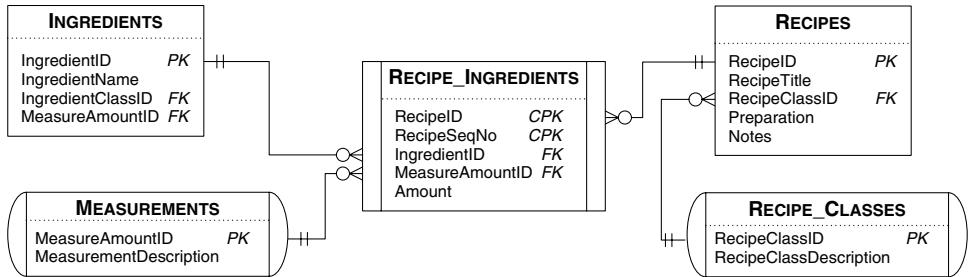 INGREDIENTS
IngredientID PK
IngredientName
IngredientClassID FK
MeasureAmountID FK
RECIPE_INGREDIENTS
RecipeID CPK
RecipeSeqNo CPK
IngredientID FK
MeasureAmountID FK
Amount
RECIPES
RecipeID PK
RecipeTitle
RecipeClassID FK
Preparation
Notes
MEASUREMENTS
MeasureAmountID PK
MeasurementDescription
RECIPE_CLASSES
RecipeClassID PK
RecipeClassDescription